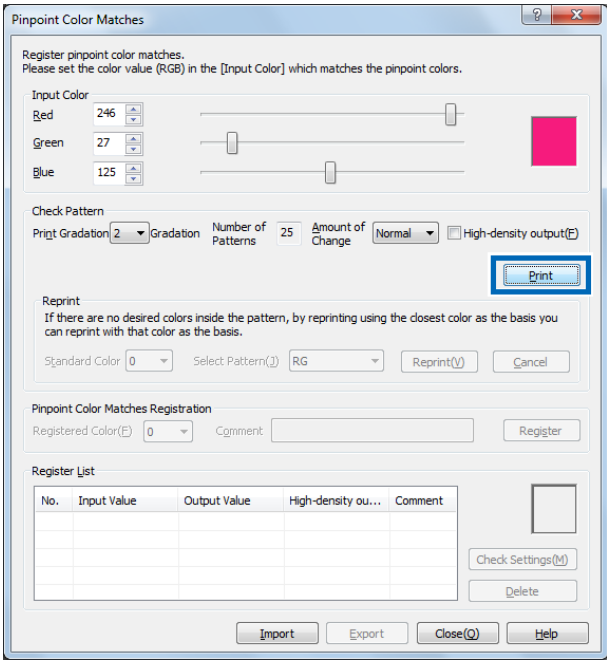 Pinpoint Color Matches
Register pinpoint color matches.
Please set the color value (RGB) in the [Input Color] which matches the pinpoint colors.
Input Color
Red 246
Green 27
Blue 125
Check Pattern
Print Gradation 2 Gradation Number of Patterns 25 Amount of Change Normal High-density output(F)
Print
Reprint
If there are no desired colors inside the pattern, by reprinting using the closest color as the basis you
can reprint with that color as the basis.
Standard Color 0 Select Pattern(J) RG Reprint(V) Cancel
Pinpoint Color Matches Registration
Registered Color(F) 0 Comment Register
Register List
No. Input Value Output Value High-density ou... Comment
Check Settings(M)
Delete
Import Export Close(O) Help